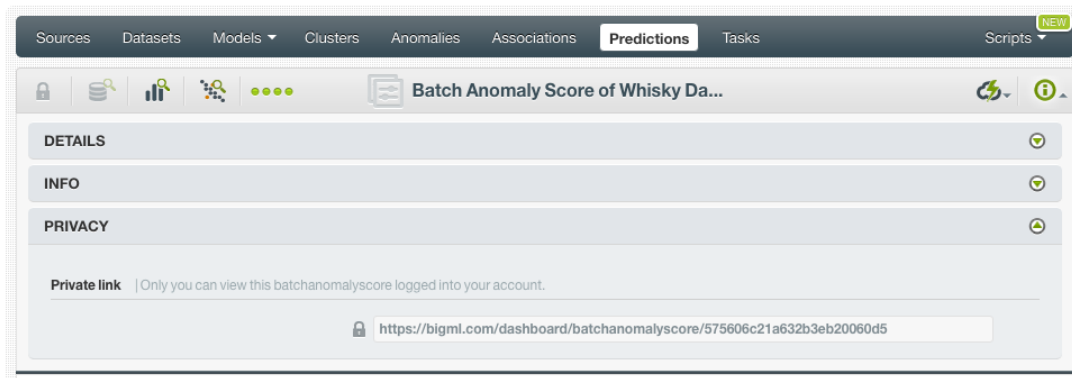 NEW
Sources Datasets Models Clusters Anomalies Associations Predictions Tasks Scripts
Batch Anomaly Score of Whisky Da...
DETAILS
INFO
PRIVACY
Private link | Only you can view this batchanomalyscore logged into your account.
https://bigml.com/dashboard/batchanomalyscore/575606c21a632b3eb20060d5